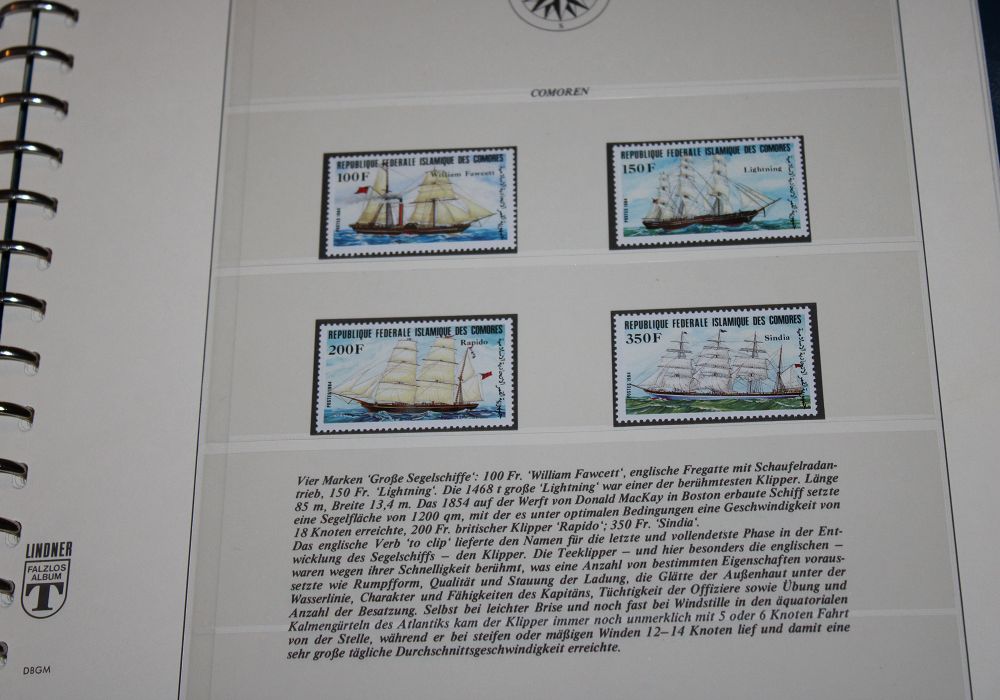 S
COMOREN
REPUBLIQUE FEDERALE ISLAMIQUE DES COMORES
100F
William Fawcett
POSTES 1984
REPUBLIQUE FEDERALE ISLAMIQUE DES COMORES
150F
Lightning
POSTES 1984
REPUBLIQUE FEDERALE ISLAMIQUE DES COMORES
200F
Rapido
POSTES 1984
REPUBLIQUE FEDERALE ISLAMIQUE DES COMORES
350F
Sindia
POSTES 1984
Vier Marken ‘Große Segelschiffe’: 100 Fr. ‘William Fawcett’, englische Fregatte mit Schaufelradan-
trieb, 150 Fr. ‘Lightning’. Die 1468 t große ‘Lightning’ war einer der berühmtesten Klipper. Länge
85 m, Breite 13,4 m. Das 1854 auf der Werft von Donald MacKay in Boston erbaute Schiff setzte
eine Segelfläche von 1200 qm, mit der es unter optimalen Bedingungen eine Geschwindigkeit von
18 Knoten erreichte, 200 Fr. britischer Klipper ‘Rapido’; 350 Fr. ‘Sindia’.
Das englische Verb ‘to clip’ lieferte den Namen für die letzte und vollendetste Phase in der Ent-
wicklung des Segelschiffs – den Klipper. Die Teeklipper – und hier besonders die englischen –
waren wegen ihrer Schnelligkeit berühmt, was eine Anzahl von bestimmten Eigenschaften voraus-
setzte wie Rumpfform, Qualität und Stauung der Ladung, die Glätte der Außenhaut unter der
Wasserlinie, Charakter und Fähigkeiten des Kapitäns, Tüchtigkeit der Offiziere sowie Übung und
Anzahl der Besatzung. Selbst bei leichter Brise und noch fast bei Windstille in den äquatorialen
Kalmengürteln des Atlantiks kam der Klipper immer noch unmerklich mit 5 oder 6 Knoten Fahrt
von der Stelle, während er bei steifen oder mäßigen Winden 12–14 Knoten lief und damit eine
sehr große tägliche Durchschnittsgeschwindigkeit erreichte.
LINDNER
FALZLOS
ALBUM
T
DBGM